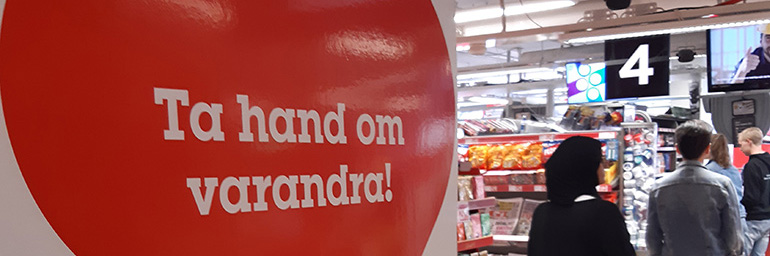 Ta hand om
varandra!
4